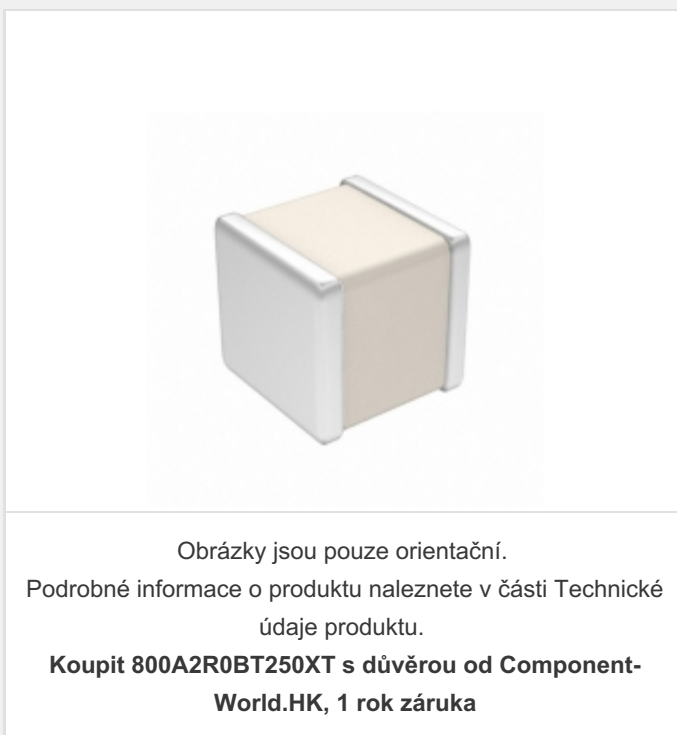 Obrázky jsou pouze orientační.
Podrobné informace o produktu naleznete v části Technické
údaje produktu.
Koupit 800A2R0BT250XT s důvěrou od Component-
World.HK, 1 rok záruka